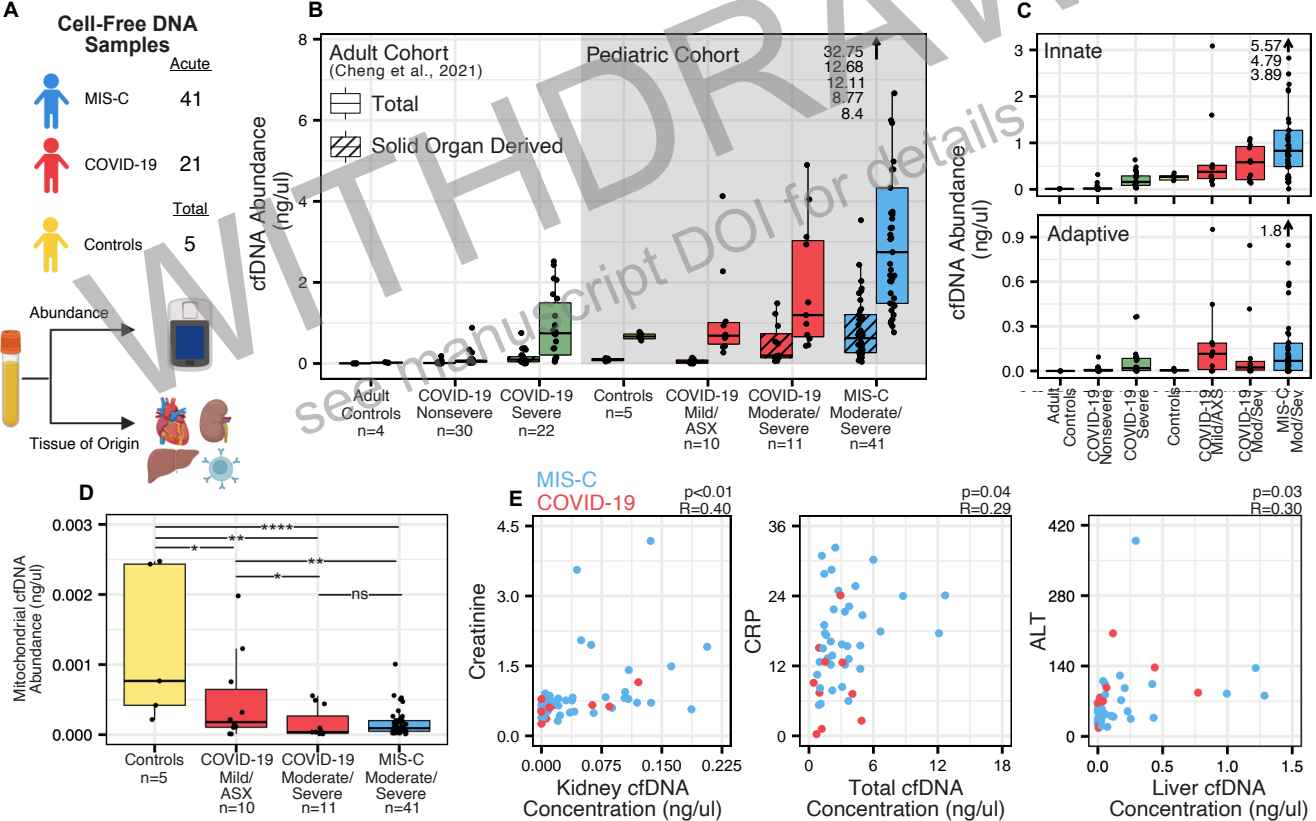 A
Cell-Free DNA
Samples
Acute
MIS-C 41
COVID-19 21
Total
Controls 5
Abundance
Tissue of Origin
B
cfDNA Abundance
(ng/ul)
8
6
4
2
0
Adult Cohort
(Cheng et al., 2021)
Total
Solid Organ Derived
Pediatric Cohort
32.75
12.68
12.11
8.77
8.4
Adult
Controls
n=4
COVID-19
Nonsevere
n=30
COVID-19
Severe
n=22
Controls
n=5
COVID-19
Mild/
ASX
n=10
COVID-19
Moderate/
Severe
n=11
MIS-C
Moderate/
Severe
n=41
C
cfDNA Abundance
(ng/ul)
Innate
3
2
1
0
5.57
4.79
3.89
Adaptive
0.9
0.6
0.3
0.0
1.8
Adult
Controls
COVID-19
Nonsevere
COVID-19
Severe
Controls
COVID-19
Mild/AXS
COVID-19
Mod/Sev
MIS-C
Mod/Sev
WITHDRAW
see manuscript DOI for details
D
Mitochondrial cfDNA
Abundance (ng/ul)
0.003
0.002
0.001
0.000
****
**
*
**
*
ns
Controls
n=5
COVID-19
Mild/
ASX
n=10
COVID-19
Moderate/
Severe
n=11
MIS-C
Moderate/
Severe
n=41
E
MIS-C
COVID-19
p<0.01
R=0.40
Creatinine
4.5
3.0
1.5
0.0
0.000 0.075 0.150 0.225
Kidney cfDNA
Concentration (ng/ul)
p=0.04
R=0.29
CRP
36
24
12
0
0 6 12 18
Total cfDNA
Concentration (ng/ul)
p=0.03
R=0.30
ALT
420
280
140
0
0.0 0.5 1.0 1.5
Liver cfDNA
Concentration (ng/ul)